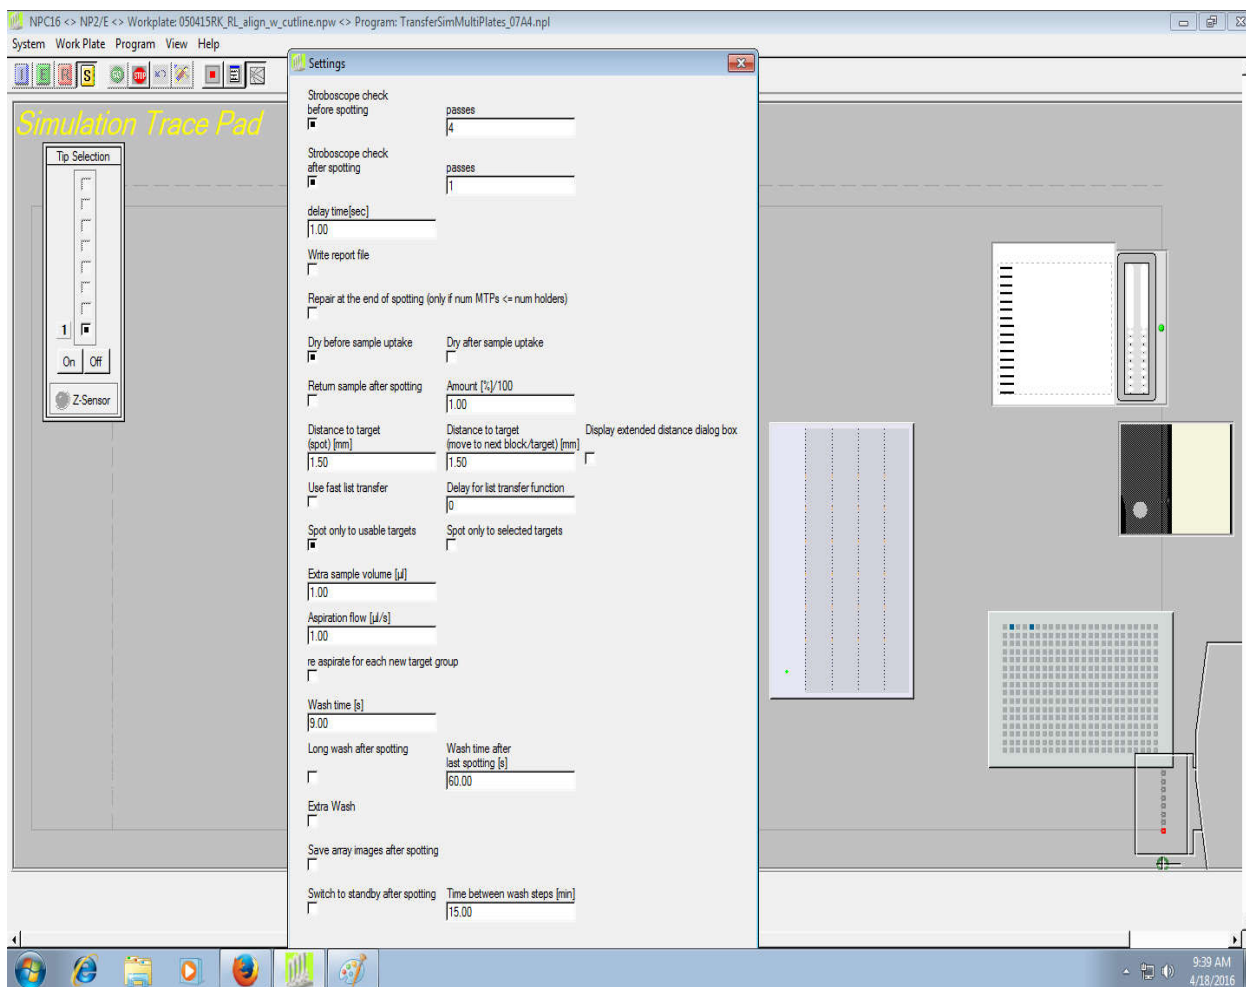 NPC16 <> NP2/E <> Workplate: 050415RK_RL_align_w_cutline.npw <> Program: TransferSimMultiPlates_07A4.npl
System Work Plate Program View Help
I E R S GO STOP
Simulation Trace Pad
Tip Selection
1
On Off
Z-Sensor
Settings
Stroboscope check
before spotting passes
4
Stroboscope check
after spotting passes
1
delay time[sec]
1.00
Write report file
Repair at the end of spotting (only if num MTPs <= num holders)
Dry before sample uptake Dry after sample uptake
Return sample after spotting Amount [%]/100
1.00
Distance to target Distance to target Display extended distance dialog box
(spot) [mm] (move to next block/target) [mm]
1.50 1.50
Use fast list transfer Delay for list transfer function
0
Spot only to usable targets Spot only to selected targets
Extra sample volume [µl]
1.00
Aspiration flow [µl/s]
1.00
re aspirate for each new target group
Wash time [s]
9.00
Long wash after spotting Wash time after
last spotting [s]
60.00
Extra Wash
Save array images after spotting
Switch to standby after spotting Time between wash steps [min]
15.00
9:39 AM
4/18/2016